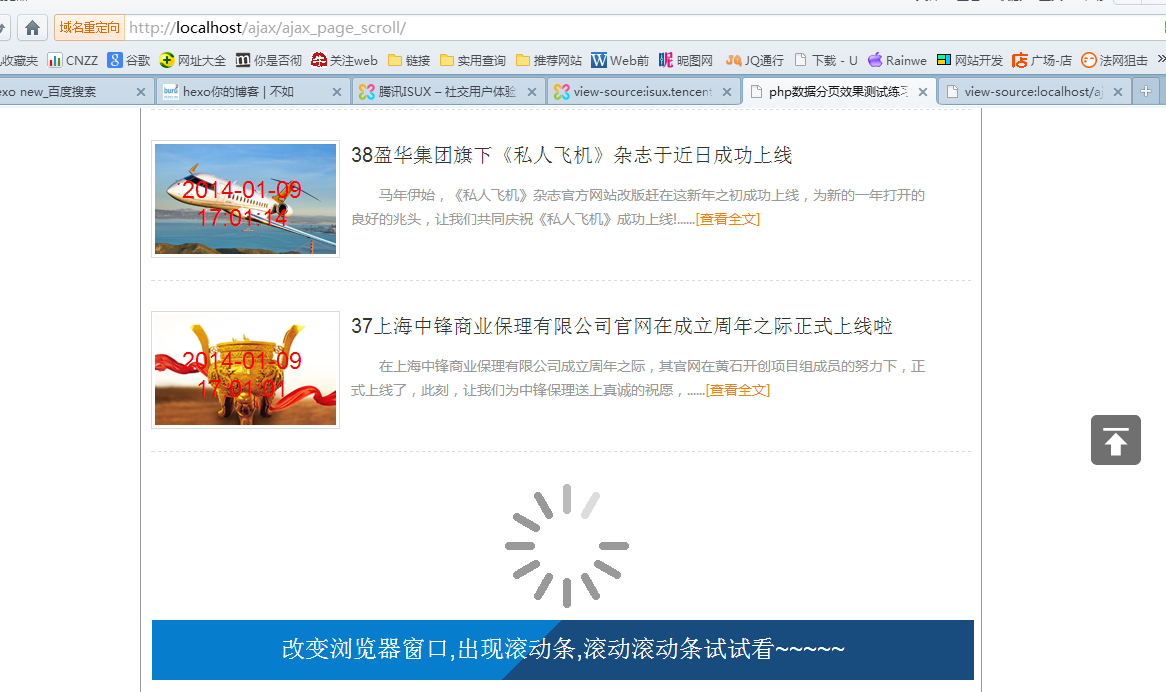 域名重定向 http://localhost/ajax/ajax_page_scroll/
收藏夹 CNZZ 谷歌 网址大全 你是否彻 关注web 链接 实用查询 推荐网站 Web前 昵图网 JQ通行 下载 - U Rainwe 网站开发 广场-店 法网狙击 »
exo new_百度搜索 hexo你的博客 | 不如 腾讯ISUX – 社交用户体验 view-source:isux.tencent php数据分页效果测试练习 view-source:localhost/aj
38盈华集团旗下《私人飞机》杂志于近日成功上线
2014-01-09
17:01:14
马年伊始，《私人飞机》杂志官方网站改版赶在这新年之初成功上线，为新的一年打开的
良好的兆头，让我们共同庆祝《私人飞机》成功上线!......[查看全文]
37上海中锋商业保理有限公司官网在成立周年之际正式上线啦
2014-01-09
17:01:01
在上海中锋商业保理有限公司成立周年之际，其官网在黄石开创项目组成员的努力下，正
式上线了，此刻，让我们为中锋保理送上真诚的祝愿，......[查看全文]
改变浏览器窗口,出现滚动条,滚动滚动条试试看~~~~~